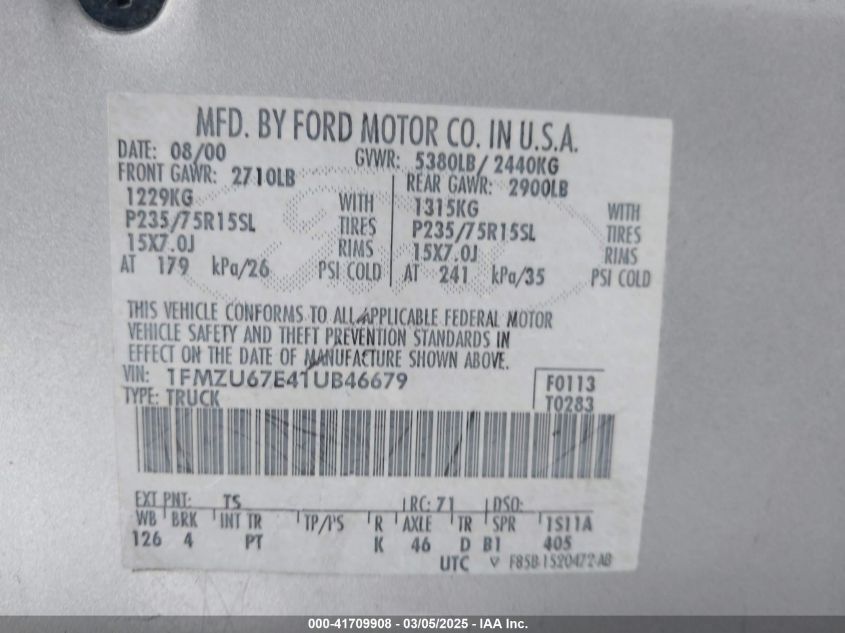 MFD. BY FORD MOTOR CO. IN U.S.A.
DATE: 08/00 GVWR: 5380LB/ 2440KG
FRONT GAWR: 2710LB REAR GAWR: 2900LB
1229KG WITH 1315KG WITH
P235/75R15SL TIRES P235/75R15SL TIRES
15X7.0J RIMS 15X7.0J RIMS
AT 179 kPa/26 PSI COLD AT 241 kPa/35 PSI COLD
THIS VEHICLE CONFORMS TO ALL APPLICABLE FEDERAL MOTOR
VEHICLE SAFETY AND THEFT PREVENTION STANDARDS IN
EFFECT ON THE DATE OF MANUFACTURE SHOWN ABOVE.
VIN: 1FMZU67E41UB46679 F0113
TYPE: TRUCK T0283
EXT PNT: TS RC: 71 DSO:
WB BRK INT TR TP/PS R AXLE TR SPR 1S11A
126 4 PT K 46 D B1 405
UTC V F85B-1520472-AB
000-41709908 - 03/05/2025 - IAA Inc.